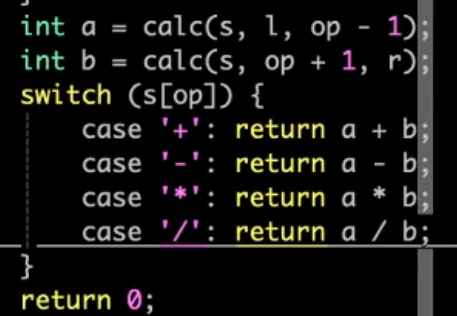 }
int a = calc(s, l, op - 1);
int b = calc(s, op + 1, r);
switch (s[op]) {
case '+': return a + b;
case '-': return a - b;
case '*': return a * b;
case '/': return a / b;
}
return 0;